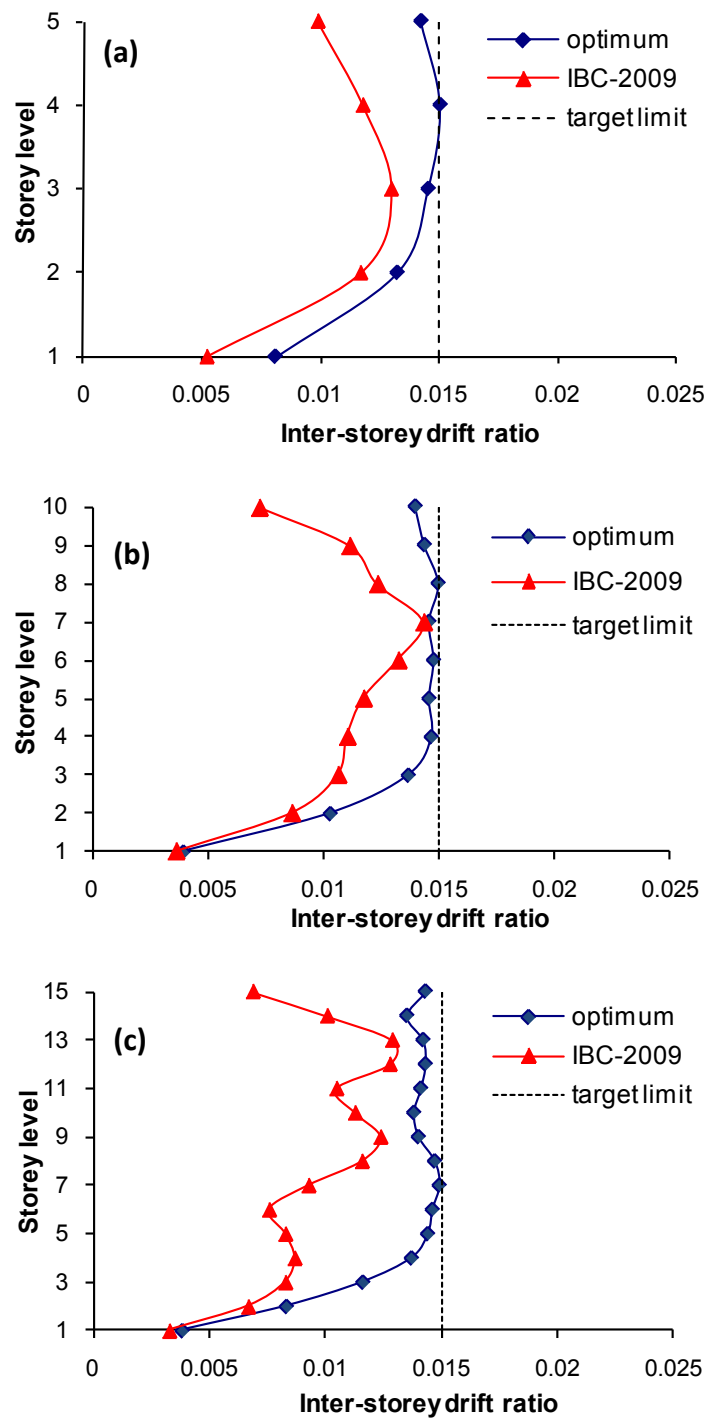 (a)
5
4
3
2
1
Storey level
optimum
IBC-2009
target limit
0 0.005 0.01 0.015 0.02 0.025
Inter-storey drift ratio
(b)
10
9
8
7
6
5
4
3
2
1
Storey level
optimum
IBC-2009
target limit
0 0.005 0.01 0.015 0.02 0.025
Inter-storey drift ratio
(c)
15
13
11
9
7
5
3
1
Storey level
optimum
IBC-2009
target limit
0 0.005 0.01 0.015 0.02 0.025
Inter-storey drift ratio